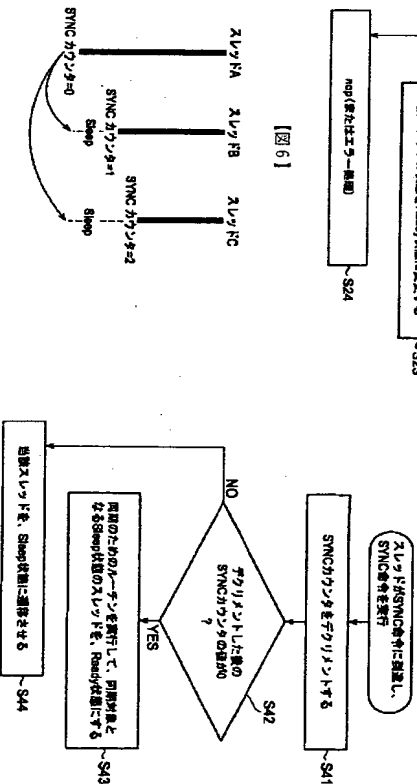 nop(またはエラー処理)
~S24
【図6】
スレッドA
スレッドB
スレッドC
SYNC カウンタ=0
SYNC カウンタ=1
SYNC カウンタ=2
Sleep
Sleep
スレッドがSYNC命令に到達し、
SYNC命令を実行
SYNCカウンタをデクリメントする
~S41
デクリメントした後の
SYNCカウンタの値が0
?
S42
NO
YES
同期のためのルーチンを実行して、同期対象と
なるSleep状態のスレッドを、Ready状態にする
~S43
当該スレッドを、Sleep状態に遷移させる
~S44